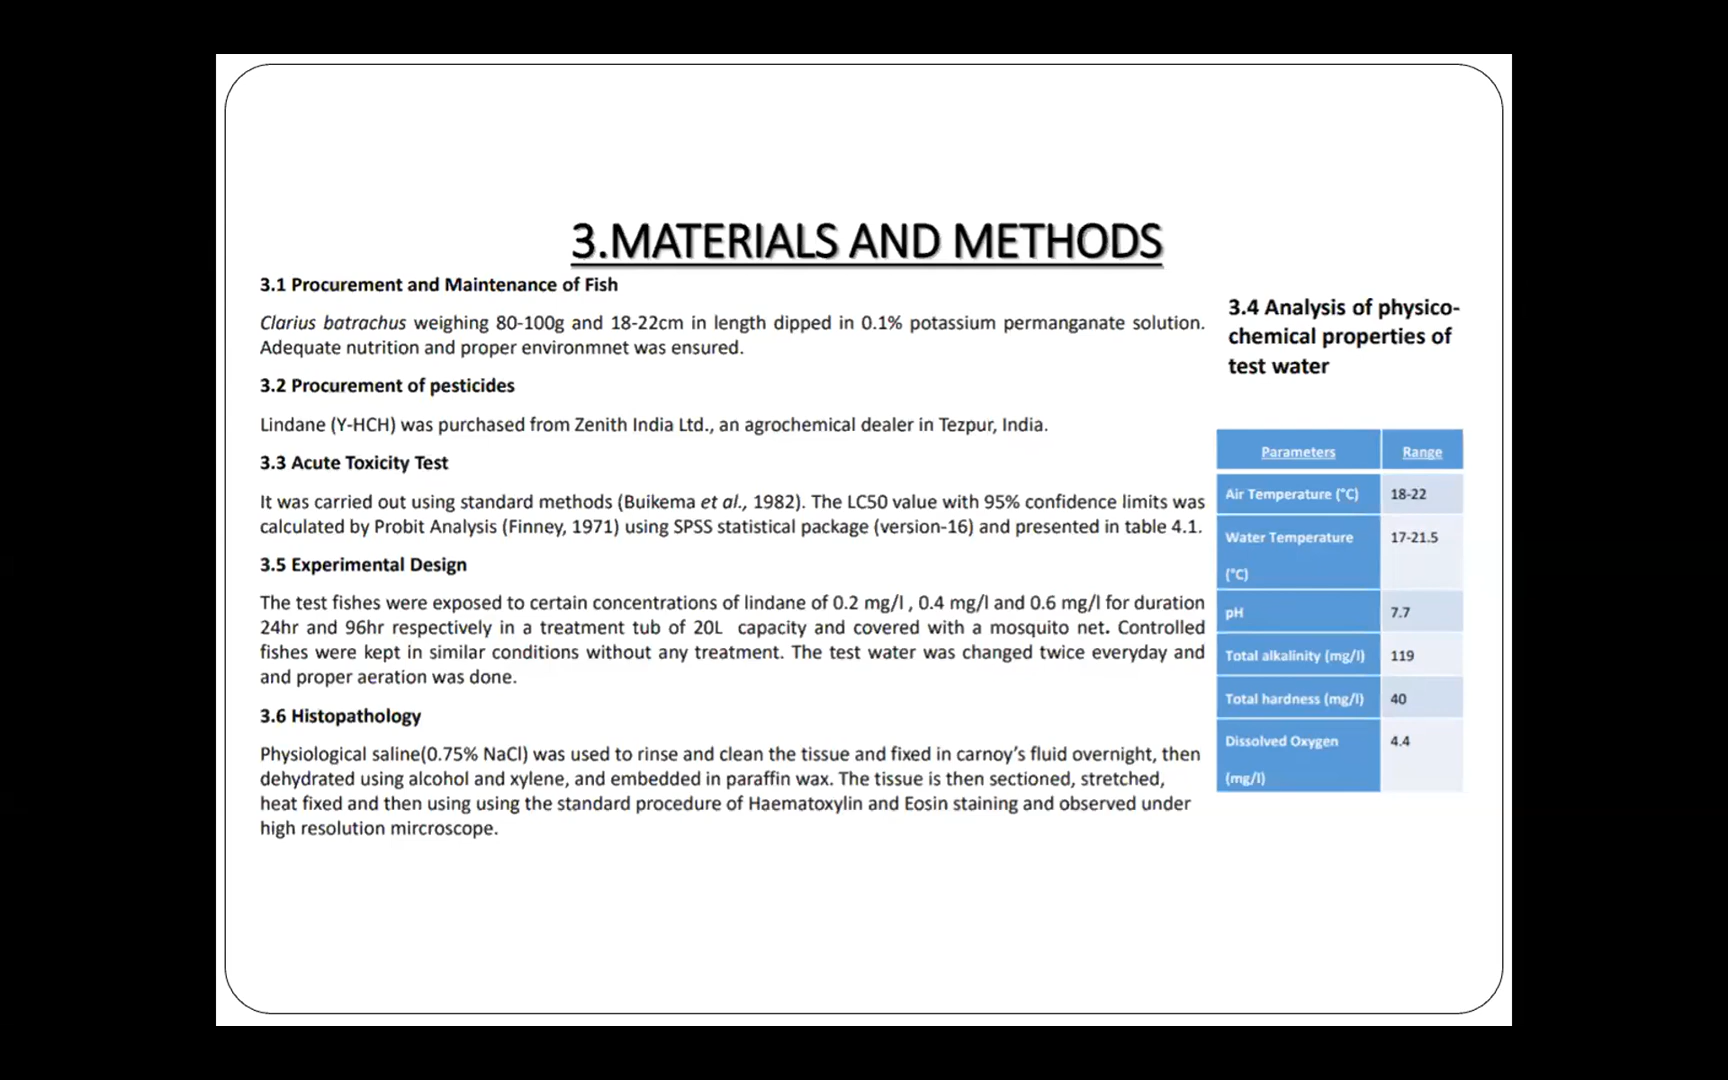 3.MATERIALS AND METHODS
3.1 Procurement and Maintenance of Fish
Clarius batrachus weighing 80-100g and 18-22cm in length dipped in 0.1% potassium permanganate solution.
Adequate nutrition and proper environmnet was ensured.
3.2 Procurement of pesticides
Lindane (Y-HCH) was purchased from Zenith India Ltd., an agrochemical dealer in Tezpur, India.
3.3 Acute Toxicity Test
It was carried out using standard methods (Buikema et al., 1982). The LC50 value with 95% confidence limits was
calculated by Probit Analysis (Finney, 1971) using SPSS statistical package (version-16) and presented in table 4.1.
3.5 Experimental Design
The test fishes were exposed to certain concentrations of lindane of 0.2 mg/l , 0.4 mg/l and 0.6 mg/l for duration
24hr and 96hr respectively in a treatment tub of 20L capacity and covered with a mosquito net. Controlled
fishes were kept in similar conditions without any treatment. The test water was changed twice everyday and
and proper aeration was done.
3.6 Histopathology
Physiological saline(0.75% NaCl) was used to rinse and clean the tissue and fixed in carnoy's fluid overnight, then
dehydrated using alcohol and xylene, and embedded in paraffin wax. The tissue is then sectioned, stretched,
heat fixed and then using using the standard procedure of Haematoxylin and Eosin staining and observed under
high resolution mircroscope.
3.4 Analysis of physico-
chemical properties of
test water
Parameters Range
Air Temperature (°C) 18-22
Water Temperature 17-21.5
(°C)
pH 7.7
Total alkalinity (mg/l) 119
Total hardness (mg/l) 40
Dissolved Oxygen 4.4
(mg/l)